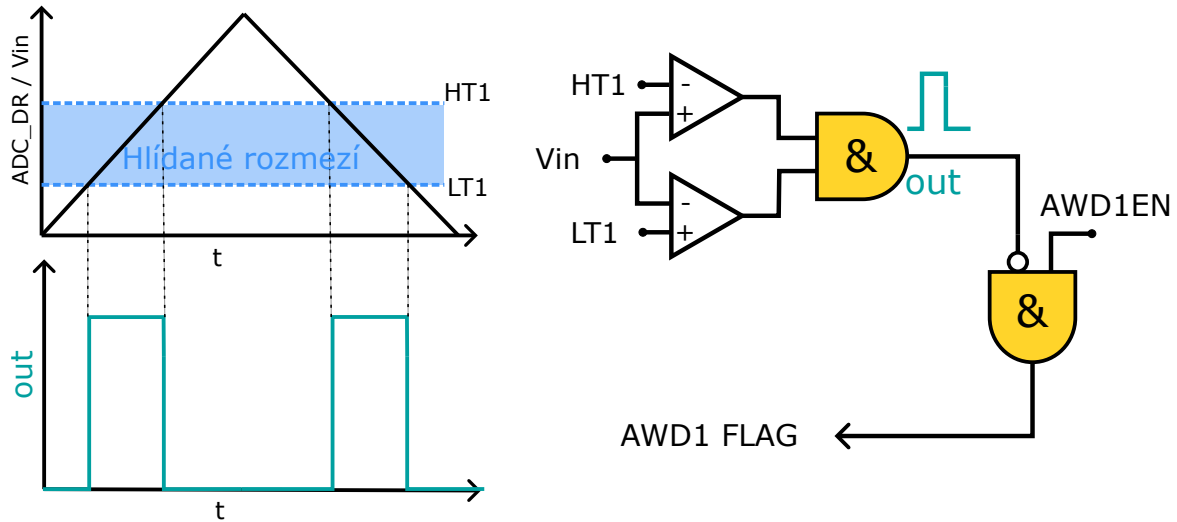 ADC_DR / Vin
HT1
Hlídané rozmezí
LT1
t
out
t
HT1
-
+
Vin
-
LT1
+
&
out
AWD1EN
&
AWD1 FLAG